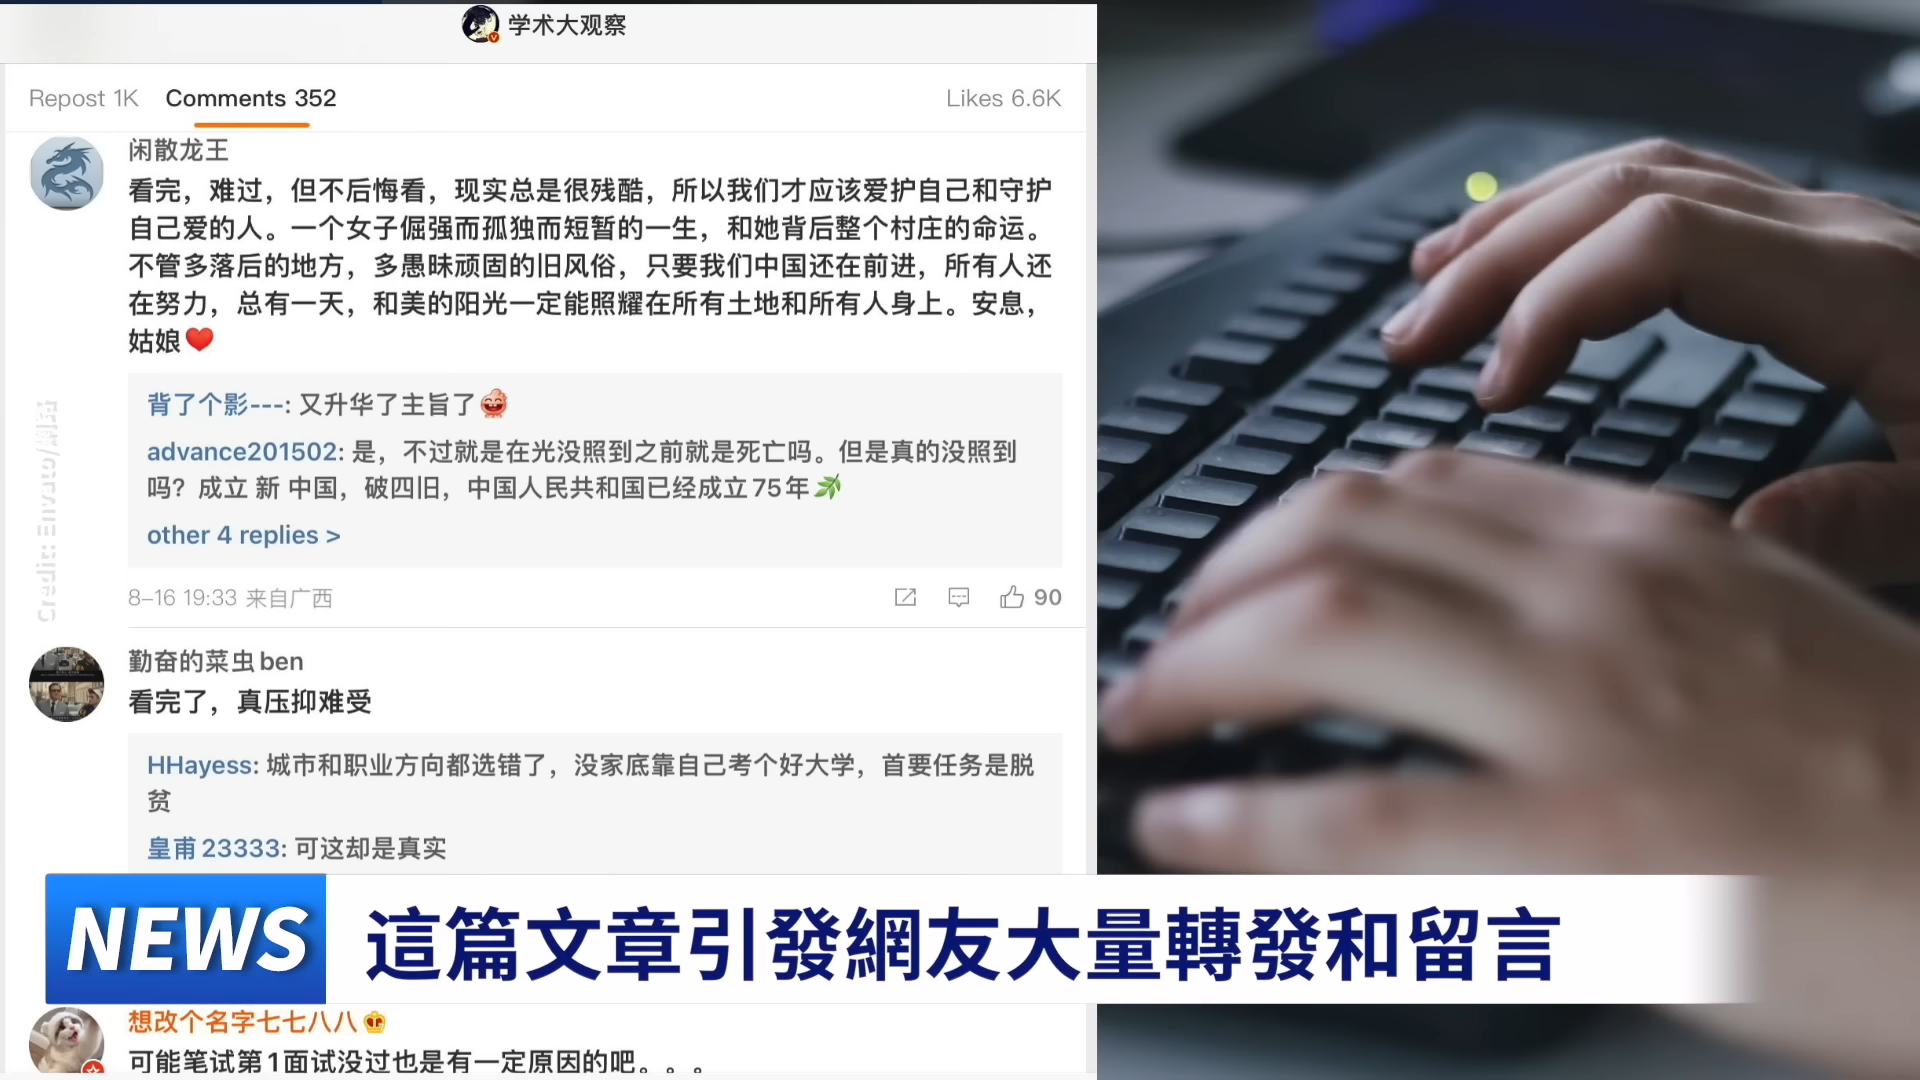 学术大观察
Repost 1K Comments 352 Likes 6.6K
闲散龙王
看完，难过，但不后悔看，现实总是很残酷，所以我们才应该爱护自己和守护
自己爱的人。一个女子倔强而孤独而短暂的一生，和她背后整个村庄的命运。
不管多落后的地方，多愚昧顽固的旧风俗，只要我们中国还在前进，所有人还
在努力，总有一天，和美的阳光一定能照耀在所有土地和所有人身上。安息，
姑娘❤️
背了个影---: 又升华了主旨了
advance201502: 是，不过就是在光没照到之前就是死亡吗。但是真的没照到
吗？成立 新 中国，破四旧，中国人民共和国已经成立75年🌿
other 4 replies >
8-16 19:33 来自广西 90
勤奋的菜虫ben
看完了，真压抑难受
HHayess: 城市和职业方向都选错了，没家底靠自己考个好大学，首要任务是脱
贫
皇甫23333: 可这却是真实
NEWS 這篇文章引發網友大量轉發和留言
想改个名字七七八八
可能笔试第1面试没过也是有一定原因的吧。。。